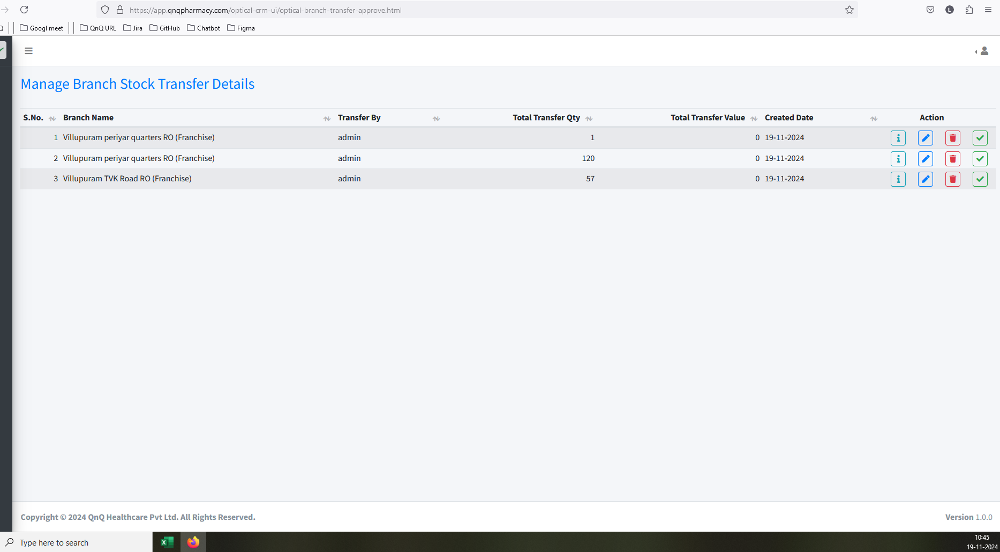 https://app.qnqpharmacy.com/optical-crm-ui/optical-branch-transfer-approve.html
L
Q Googl meet QnQ URL Jira GitHub Chatbot Figma
Manage Branch Stock Transfer Details
S.No. Branch Name Transfer By Total Transfer Qty Total Transfer Value Created Date Action
1 Villupuram periyar quarters RO (Franchise) admin 1 0 19-11-2024
2 Villupuram periyar quarters RO (Franchise) admin 120 0 19-11-2024
3 Villupuram TVK Road RO (Franchise) admin 57 0 19-11-2024
Copyright © 2024 QnQ Healthcare Pvt Ltd. All Rights Reserved. Version 1.0.0
Type here to search
10:45
19-11-2024